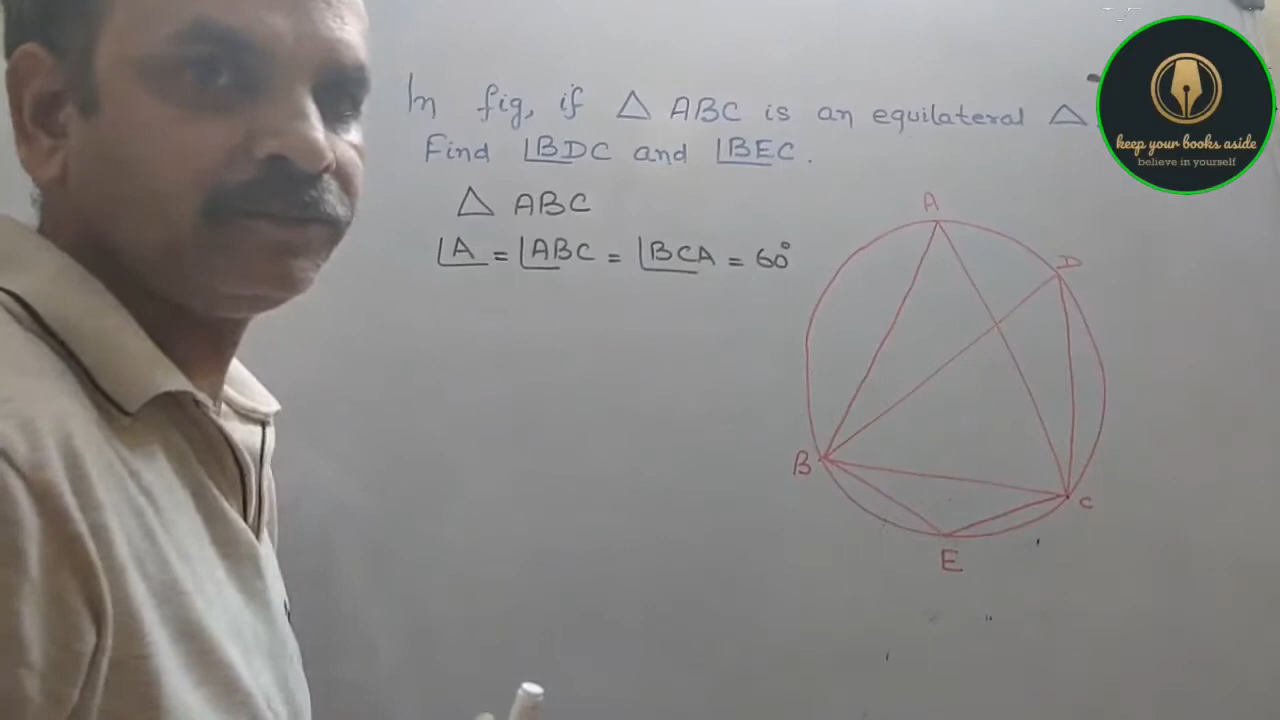 In fig, if △ ABC is an equilateral △
Find ∠BDC and ∠BEC.
△ ABC
∠A = ∠ABC = ∠BCA = 60°
A
D
B
C
E
keep your books aside
believe in yourself